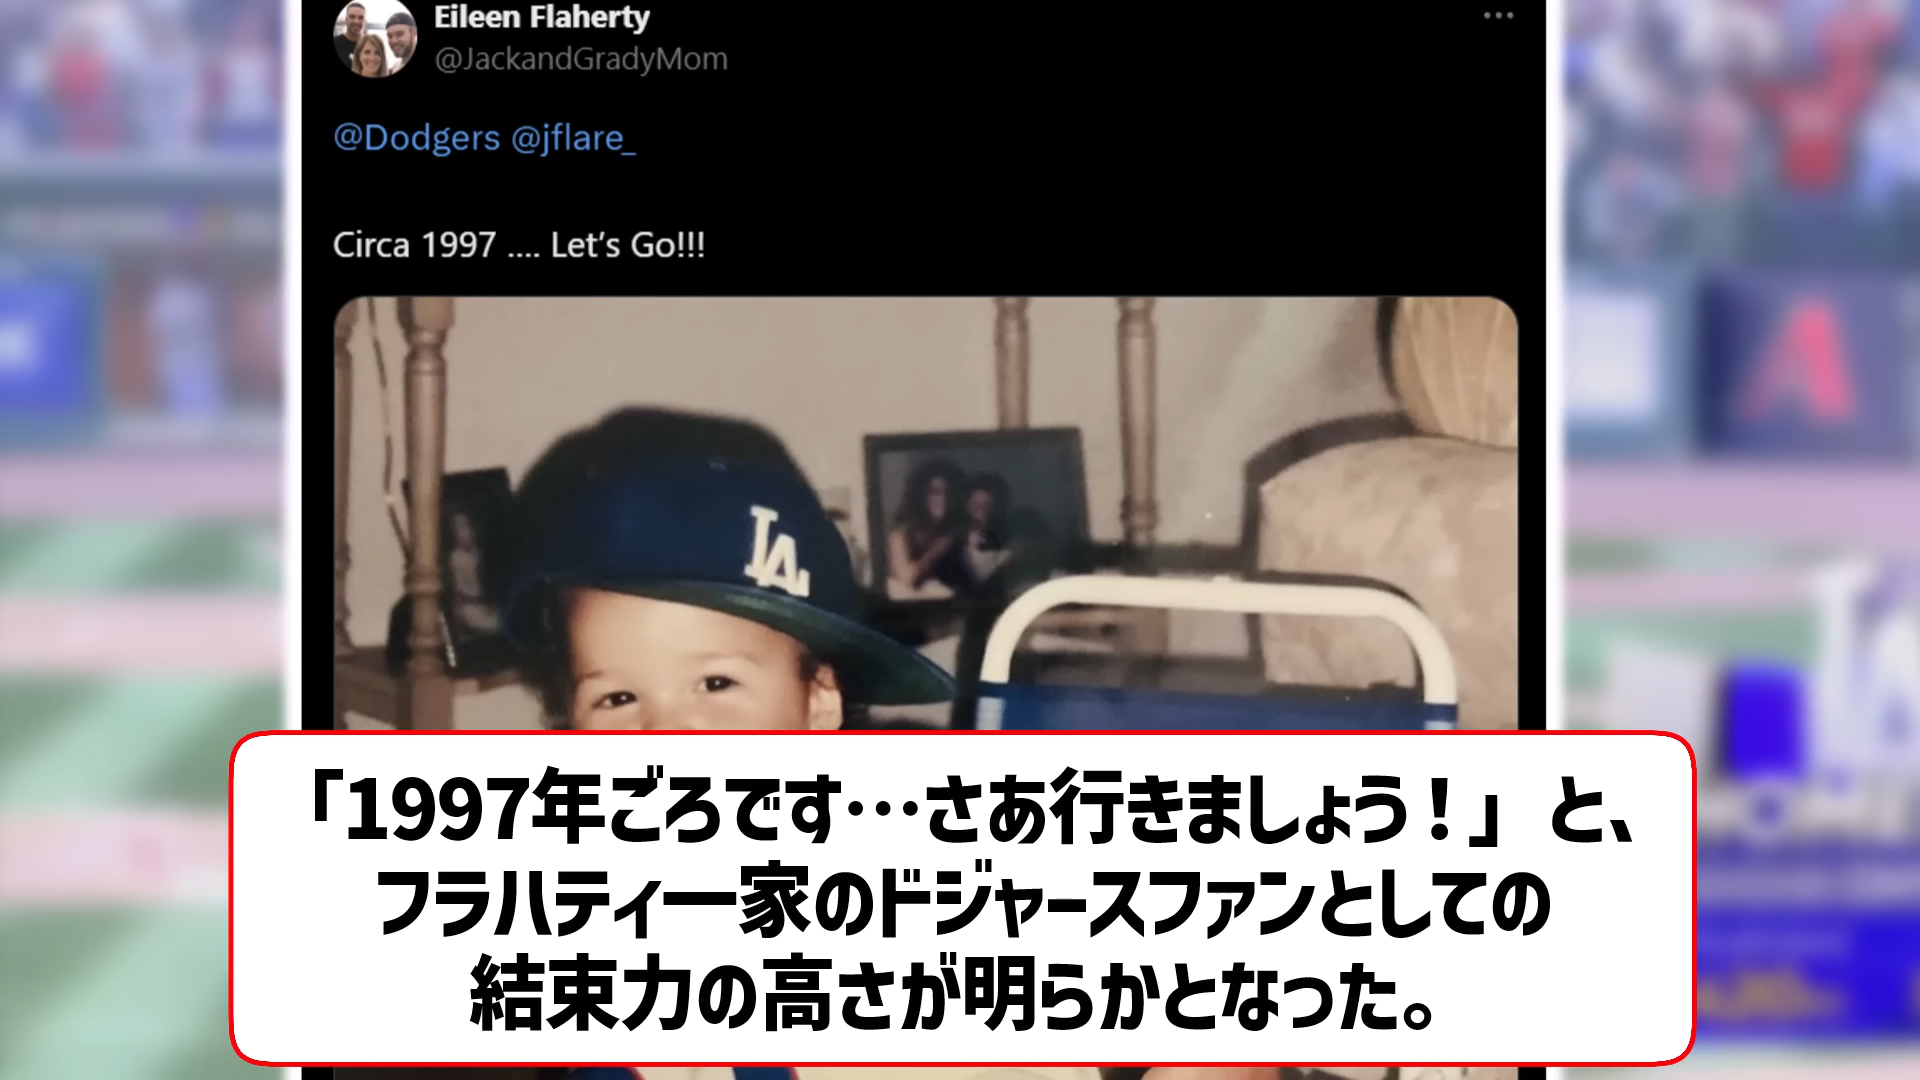 Eileen Flaherty
@JackandGradyMom
@Dodgers @jflare_
Circa 1997 .... Let’s Go!!!
LA
「1997年ごろです…さあ行きましょう！」と、
フラハティ一家のドジャースファンとしての
結束力の高さが明らかとなった。